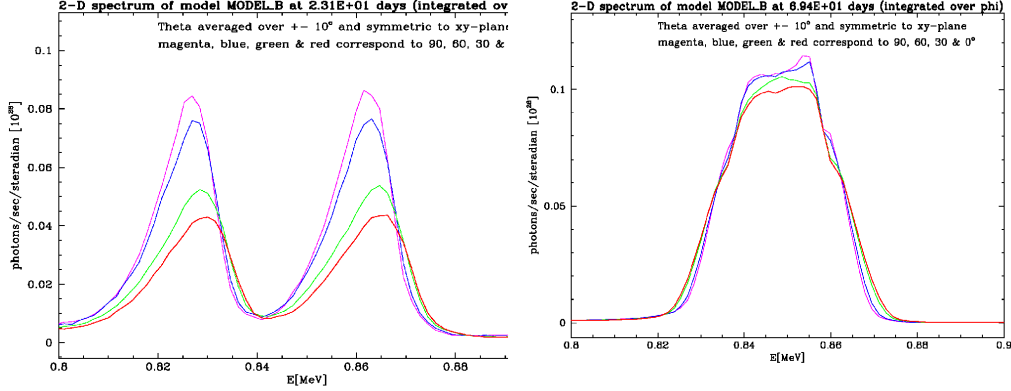 2-D spectrum of model MODEL_B at 2.31E+01 days (integrated ov
Theta averaged over +- 10° and symmetric to xy-plane
magenta, blue, green & red correspond to 90, 60, 30 &
photons/sec/steradian [10²⁸]
0.1
0.08
0.06
0.04
0.02
0
0.8 0.82 0.84 0.86 0.88
E[MeV]
2-D spectrum of model MODEL_B at 6.94E+01 days (integrated over phi)
Theta averaged over +- 10° and symmetric to xy-plane
magenta, blue, green & red correspond to 90, 60, 30 & 0°
photons/sec/steradian [10²⁸]
0.1
0.05
0
0.8 0.82 0.84 0.86 0.88 0.9
E[MeV]